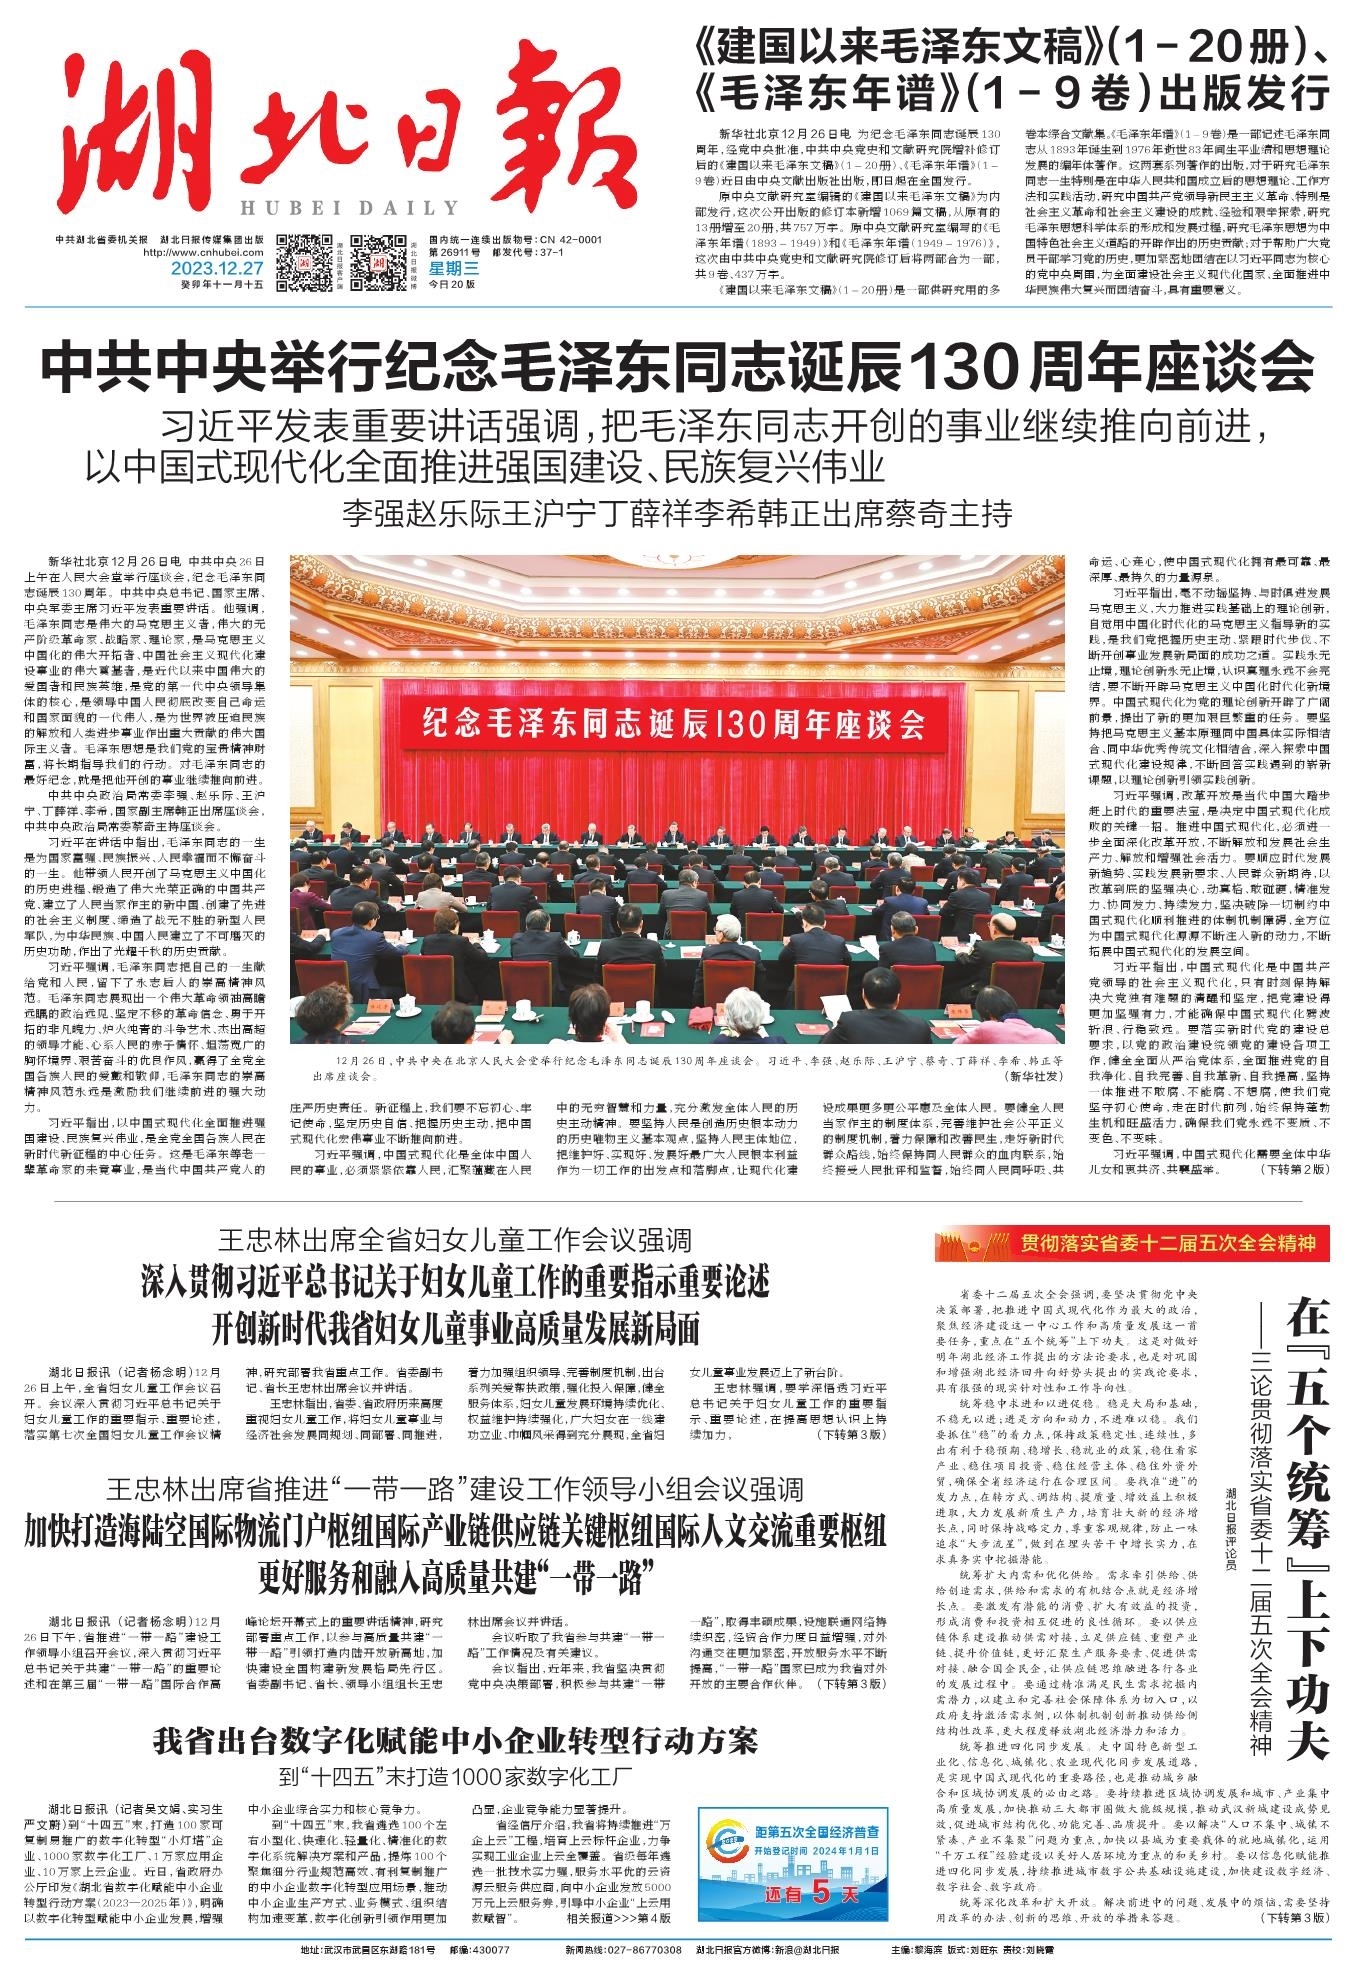 湖北日報
HUBEI DAILY
中共湖北省委机关报 湖北日报传媒集团出版
http://www.cnhubei.com
2023.12.27
癸卯年十一月十五
湖北日报客户端
湖北日报微博
国内统一连续出版物号：CN 42-0001
第26911号 邮发代号：37-1
星期三
今日20版
《建国以来毛泽东文稿》（1－20册）、
《毛泽东年谱》（1－9卷）出版发行
新华社北京12月26日电 为纪念毛泽东同志诞辰130
周年，经党中央批准，中共中央党史和文献研究院增补修订
后的《建国以来毛泽东文稿》（1－20册）、《毛泽东年谱》（1－
9卷）近日由中央文献出版社出版，即日起在全国发行。
原中央文献研究室编辑的《建国以来毛泽东文稿》为内
部发行，这次公开出版的修订本新增1069篇文稿，从原有的
13册增至20册，共757万字。原中央文献研究室编写的《毛
泽东年谱（1893－1949）》和《毛泽东年谱（1949－1976）》，
这次由中共中央党史和文献研究院修订后将两部合为一部，
共9卷、437万字。
《建国以来毛泽东文稿》（1－20册）是一部供研究用的多
卷本综合文献集。《毛泽东年谱》（1－9卷）是一部记述毛泽东同
志从1893年诞生到1976年逝世83年间生平业绩和思想理论
发展的编年体著作。这两套系列著作的出版，对于研究毛泽东
同志一生特别是在中华人民共和国成立后的思想理论、工作方
法和实践活动，研究中国共产党领导新民主主义革命、特别是
社会主义革命和社会主义建设的成就、经验和艰辛探索，研究
毛泽东思想科学体系的形成和发展过程，研究毛泽东思想为中
国特色社会主义道路的开辟作出的历史贡献；对于帮助广大党
员干部学习党的历史，更加紧密地团结在以习近平同志为核心
的党中央周围，为全面建设社会主义现代化国家、全面推进中
华民族伟大复兴而团结奋斗，具有重要意义。
中共中央举行纪念毛泽东同志诞辰130周年座谈会
习近平发表重要讲话强调，把毛泽东同志开创的事业继续推向前进，
以中国式现代化全面推进强国建设、民族复兴伟业
李强赵乐际王沪宁丁薛祥李希韩正出席蔡奇主持
新华社北京12月26日电 中共中央26日
上午在人民大会堂举行座谈会，纪念毛泽东同
志诞辰130周年。中共中央总书记、国家主席、
中央军委主席习近平发表重要讲话。他强调，
毛泽东同志是伟大的马克思主义者，伟大的无
产阶级革命家、战略家、理论家，是马克思主义
中国化的伟大开拓者、中国社会主义现代化建
设事业的伟大奠基者，是近代以来中国伟大的
爱国者和民族英雄，是党的第一代中央领导集
体的核心，是领导中国人民彻底改变自己命运
和国家面貌的一代伟人，是为世界被压迫民族
的解放和人类进步事业作出重大贡献的伟大国
际主义者。毛泽东思想是我们党的宝贵精神财
富，将长期指导我们的行动。对毛泽东同志的
最好纪念，就是把他开创的事业继续推向前进。
中共中央政治局常委李强、赵乐际、王沪
宁、丁薛祥、李希，国家副主席韩正出席座谈会，
中共中央政治局常委蔡奇主持座谈会。
习近平在讲话中指出，毛泽东同志的一生
是为国家富强、民族振兴、人民幸福而不懈奋斗
的一生。他带领人民开创了马克思主义中国化
的历史进程、锻造了伟大光荣正确的中国共产
党、建立了人民当家作主的新中国、创建了先进
的社会主义制度、缔造了战无不胜的新型人民
军队，为中华民族、中国人民建立了不可磨灭的
历史功勋，作出了光耀千秋的历史贡献。
习近平强调，毛泽东同志把自己的一生献
给党和人民，留下了永志后人的崇高精神风
范。毛泽东同志展现出一个伟大革命领袖高瞻
远瞩的政治远见、坚定不移的革命信念、勇于开
拓的非凡魄力、炉火纯青的斗争艺术、杰出高超
的领导才能、心系人民的赤子情怀、坦荡宽广的
胸怀境界、艰苦奋斗的优良作风，赢得了全党全
国各族人民的爱戴和敬仰，毛泽东同志的崇高
精神风范永远是激励我们继续前进的强大动
力。
习近平指出，以中国式现代化全面推进强
国建设、民族复兴伟业，是全党全国各族人民在
新时代新征程的中心任务。这是毛泽东等老一
辈革命家的未竟事业，是当代中国共产党人的
纪念毛泽东同志诞辰130周年座谈会
12月26日，中共中央在北京人民大会堂举行纪念毛泽东同志诞辰130周年座谈会。习近平、李强、赵乐际、王沪宁、蔡奇、丁薛祥、李希、韩正等
出席座谈会。 （新华社发）
庄严历史责任。新征程上，我们要不忘初心、牢
记使命，坚定历史自信、把握历史主动，把中国
式现代化宏伟事业不断推向前进。
习近平强调，中国式现代化是全体中国人
民的事业，必须紧紧依靠人民，汇聚蕴藏在人民
中的无穷智慧和力量，充分激发全体人民的历
史主动精神。要坚持人民是创造历史根本动力
的历史唯物主义基本观点，坚持人民主体地位，
把维护好、实现好、发展好最广大人民根本利益
作为一切工作的出发点和落脚点，让现代化建
设成果更多更公平惠及全体人民。要健全人民
当家作主的制度体系，完善维护社会公平正义
的制度机制，着力保障和改善民生，走好新时代
群众路线，始终保持同人民群众的血肉联系，始
终接受人民批评和监督，始终同人民同呼吸、共
命运、心连心，使中国式现代化拥有最可靠、最
深厚、最持久的力量源泉。
习近平指出，毫不动摇坚持、与时俱进发展
马克思主义，大力推进实践基础上的理论创新，
自觉用中国化时代化的马克思主义指导新的实
践，是我们党把握历史主动、紧跟时代步伐、不
断开创事业发展新局面的成功之道。实践永无
止境，理论创新永无止境，认识真理永远不会完
结，要不断开辟马克思主义中国化时代化新境
界。中国式现代化为党的理论创新开辟了广阔
前景，提出了新的更加艰巨繁重的任务。要坚
持把马克思主义基本原理同中国具体实际相结
合、同中华优秀传统文化相结合，深入探索中国
式现代化建设规律，不断回答实践遇到的崭新
课题，以理论创新引领实践创新。
习近平强调，改革开放是当代中国大踏步
赶上时代的重要法宝，是决定中国式现代化成
败的关键一招。推进中国式现代化，必须进一
步全面深化改革开放，不断解放和发展社会生
产力、解放和增强社会活力。要顺应时代发展
新趋势、实践发展新要求、人民群众新期待，以
改革到底的坚强决心，动真格、敢碰硬，精准发
力、协同发力、持续发力，坚决破除一切制约中
国式现代化顺利推进的体制机制障碍，全方位
为中国式现代化源源不断注入新的动力，不断
拓展中国式现代化的发展空间。
习近平指出，中国式现代化是中国共产
党领导的社会主义现代化，只有时刻保持解
决大党独有难题的清醒和坚定，把党建设得
更加坚强有力，才能确保中国式现代化劈波
斩浪、行稳致远。要落实新时代党的建设总
要求，以党的政治建设统领党的建设各项工
作，健全全面从严治党体系，全面推进党的自
我净化、自我完善、自我革新、自我提高，坚持
一体推进不敢腐、不能腐、不想腐，使我们党
坚守初心使命，走在时代前列，始终保持蓬勃
生机和旺盛活力，确保我们党永远不变质、不
变色、不变味。
习近平强调，中国式现代化需要全体中华
儿女和衷共济、共襄盛举。 （下转第2版）
王忠林出席全省妇女儿童工作会议强调
深入贯彻习近平总书记关于妇女儿童工作的重要指示重要论述
开创新时代我省妇女儿童事业高质量发展新局面
湖北日报讯（记者杨念明）12月
26日上午，全省妇女儿童工作会议召
开。会议深入贯彻习近平总书记关于
妇女儿童工作的重要指示、重要论述，
落实第七次全国妇女儿童工作会议精
神，研究部署我省重点工作。省委副书
记、省长王忠林出席会议并讲话。
王忠林指出，省委、省政府历来高度
重视妇女儿童工作，将妇女儿童事业与
经济社会发展同规划、同部署、同推进，
着力加强组织领导、完善制度机制，出台
系列关爱帮扶政策，强化投入保障，健全
服务体系，妇女儿童发展环境持续优化、
权益维护持续强化，广大妇女在一线建
功立业、巾帼风采得到充分展现，全省妇
女儿童事业发展迈上了新台阶。
王忠林强调，要学深悟透习近平
总书记关于妇女儿童工作的重要指
示、重要论述，在提高思想认识上持
续加力， （下转第3版）
王忠林出席省推进“一带一路”建设工作领导小组会议强调
加快打造海陆空国际物流门户枢纽国际产业链供应链关键枢纽国际人文交流重要枢纽
更好服务和融入高质量共建“一带一路”
湖北日报讯（记者杨念明）12月
26日下午，省推进“一带一路”建设工
作领导小组召开会议，深入贯彻习近平
总书记关于共建“一带一路”的重要论
述和在第三届“一带一路”国际合作高
峰论坛开幕式上的重要讲话精神，研究
部署重点工作，以参与高质量共建“一
带一路”引领打造内陆开放新高地，加
快建设全国构建新发展格局先行区。
省委副书记、省长、领导小组组长王忠
林出席会议并讲话。
会议听取了我省参与共建“一带一
路”工作情况及有关建议。
会议指出，近年来，我省坚决贯彻
党中央决策部署，积极参与共建“一带
一路”，取得丰硕成果，设施联通网络持
续织密，经贸合作力度日益增强，对外
沟通交往更加紧密，开放服务水平不断
提高，“一带一路”国家已成为我省对外
开放的主要合作伙伴。（下转第3版）
我省出台数字化赋能中小企业转型行动方案
到“十四五”末打造1000家数字化工厂
湖北日报讯（记者吴文娟、实习生
严文蔚）到“十四五”末，打造100家可
复制易推广的数字化转型“小灯塔”企
业、1000家数字化工厂、1万家应用企
业、10万家上云企业。近日，省政府办
公厅印发《湖北省数字化赋能中小企业
转型行动方案（2023—2025年）》，明确
以数字化转型赋能中小企业发展，增强
中小企业综合实力和核心竞争力。
到“十四五”末，我省遴选100个左
右小型化、快速化、轻量化、精准化的数
字化系统解决方案和产品，提炼100个
聚焦细分行业规范高效、有利复制推广
的中小企业数字化转型应用场景，推动
中小企业生产方式、业务模式、组织结
构加速变革，数字化创新引领作用更加
凸显，企业竞争能力显著提升。
省经信厅介绍，我省将持续推进“万
企上云”工程，培育上云标杆企业，力争
实现工业企业上云全覆盖。省级每年遴
选一批技术实力强，服务水平优的云资
源云服务供应商，向中小企业发放5000
万元上云服务券，引导中小企业“上云用
数赋智”。 相关报道>>>第4版
距第五次全国经济普查
开始登记时间 2024年1月1日
还有 5 天
贯彻落实省委十二届五次全会精神
在『五个统筹』上下功夫
——三论贯彻落实省委十二届五次全会精神
湖北日报评论员
省委十二届五次全会强调，要坚决贯彻党中央
决策部署，把推进中国式现代化作为最大的政治，
聚焦经济建设这一中心工作和高质量发展这一首
要任务，重点在“五个统筹”上下功夫。这是对做好
明年湖北经济工作提出的方法论要求，也是对巩固
和增强湖北经济回升向好势头提出的实践论要求，
具有很强的现实针对性和工作导向性。
统筹稳中求进和以进促稳。稳是大局和基础，
不稳无以进；进是方向和动力，不进难以稳。我们
要抓住“稳”的着力点，保持政策稳定性、连续性，多
出有利于稳预期、稳增长、稳就业的政策，稳住看家
产业、稳住项目投资、稳住经营主体、稳住外资外
贸，确保全省经济运行在合理区间。要找准“进”的
发力点，在转方式、调结构、提质量、增效益上积极
进取，大力发展新质生产力，培育壮大新的经济增
长点，同时保持战略定力，尊重客观规律，防止一味
追求“大步流星”，做到在埋头苦干中增长实力，在
求真务实中挖掘潜能。
统筹扩大内需和优化供给。需求牵引供给、供
给创造需求，供给和需求的有机结合点就是经济增
长点。要激发有潜能的消费、扩大有效益的投资，
形成消费和投资相互促进的良性循环。要以供应
链体系建设推动供需对接，立足供应链、重塑产业
链、提升价值链，更好汇聚生产服务要素、促进供需
对接、融合国企民企，让供应链思维融进各行各业
的发展过程中。要通过精准满足民生需求挖掘内
需潜力，以建立和完善社会保障体系为切入口，以
政府支持激活需求侧，以体制机制创新推动供给侧
结构性改革，更大程度释放湖北经济潜力和活力。
统筹推进四化同步发展。走中国特色新型工
业化、信息化、城镇化、农业现代化同步发展道路，
是实现中国式现代化的重要路径，也是推动城乡融
合和区域协调发展的必由之路。要持续推进区域协调发展和城市、产业集中
高质量发展，加快推动三大都市圈做大能级规模，推动武汉新城建设成势见
效，促进城市结构优化、功能完善、品质提升。要以解决“人口不集中、城镇不
紧凑、产业不集聚”问题为重点，加快以县城为重要载体的就地城镇化，运用
“千万工程”经验建设以美好人居环境为重点的和美乡村。要以信息化赋能推
进四化同步发展，持续推进城市数字公共基础设施建设，加快建设数字经济、
数字社会、数字政府。
统筹深化改革和扩大开放。解决前进中的问题、发展中的烦恼，需要坚持
用改革的办法、创新的思维、开放的举措来答题。 （下转第3版）
地址：武汉市武昌区东湖路181号 邮编：430077 新闻热线：027-86770308 湖北日报官方微博：新浪@湖北日报 主编：黎海滨 版式：刘旺东 责校：刘晓霞